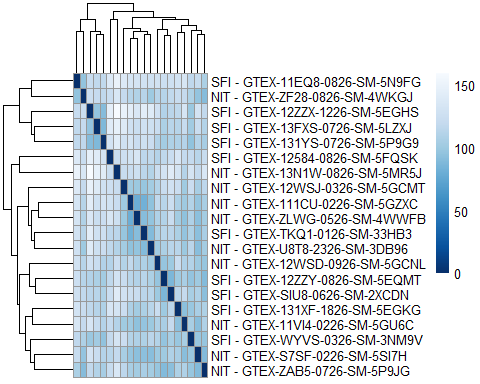 SFI - GTEX-11EQ8-0826-SM-5N9FG
NIT - GTEX-ZF28-0826-SM-4WKGJ
SFI - GTEX-12ZZX-1226-SM-5EGHS
SFI - GTEX-13FXS-0726-SM-5LZXJ
SFI - GTEX-131YS-0726-SM-5P9G9
SFI - GTEX-12584-0826-SM-5FQSK
NIT - GTEX-13N1W-0826-SM-5MR5J
NIT - GTEX-12WSJ-0326-SM-5GCMT
NIT - GTEX-111CU-0226-SM-5GZXC
NIT - GTEX-ZLWG-0526-SM-4WWFB
SFI - GTEX-TKQ1-0126-SM-33HB3
NIT - GTEX-U8T8-2326-SM-3DB96
NIT - GTEX-12WSD-0926-SM-5GCNL
SFI - GTEX-12ZZY-0826-SM-5EQMT
SFI - GTEX-SIU8-0626-SM-2XCDN
SFI - GTEX-131XF-1826-SM-5EGKG
NIT - GTEX-11VI4-0226-SM-5GU6C
SFI - GTEX-WYVS-0326-SM-3NM9V
NIT - GTEX-S7SF-0226-SM-5SI7H
NIT - GTEX-ZAB5-0726-SM-5P9JG
150
100
50
0